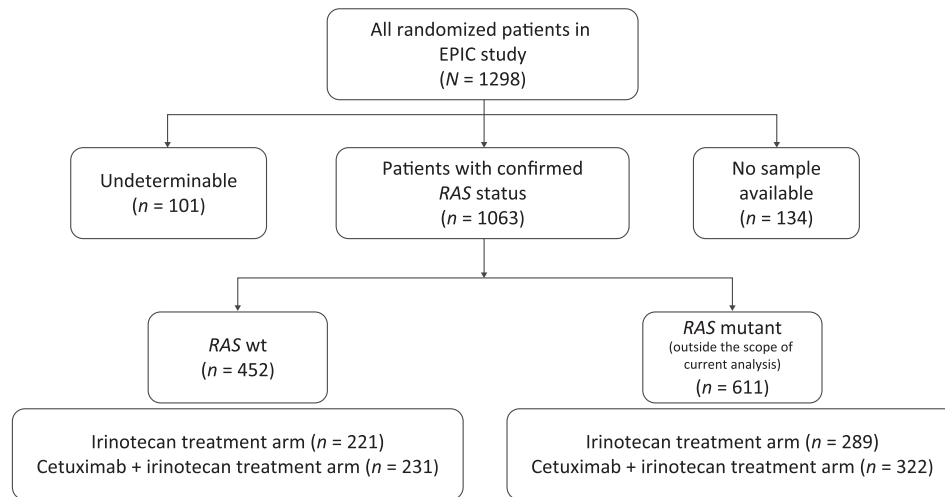 All randomized patients in
EPIC study
(N = 1298)
Undeterminable
(n = 101)
Patients with confirmed
RAS status
(n = 1063)
No sample
available
(n = 134)
RAS wt
(n = 452)
RAS mutant
(outside the scope of
current analysis)
(n = 611)
Irinotecan treatment arm (n = 221)
Cetuximab + irinotecan treatment arm (n = 231)
Irinotecan treatment arm (n = 289)
Cetuximab + irinotecan treatment arm (n = 322)